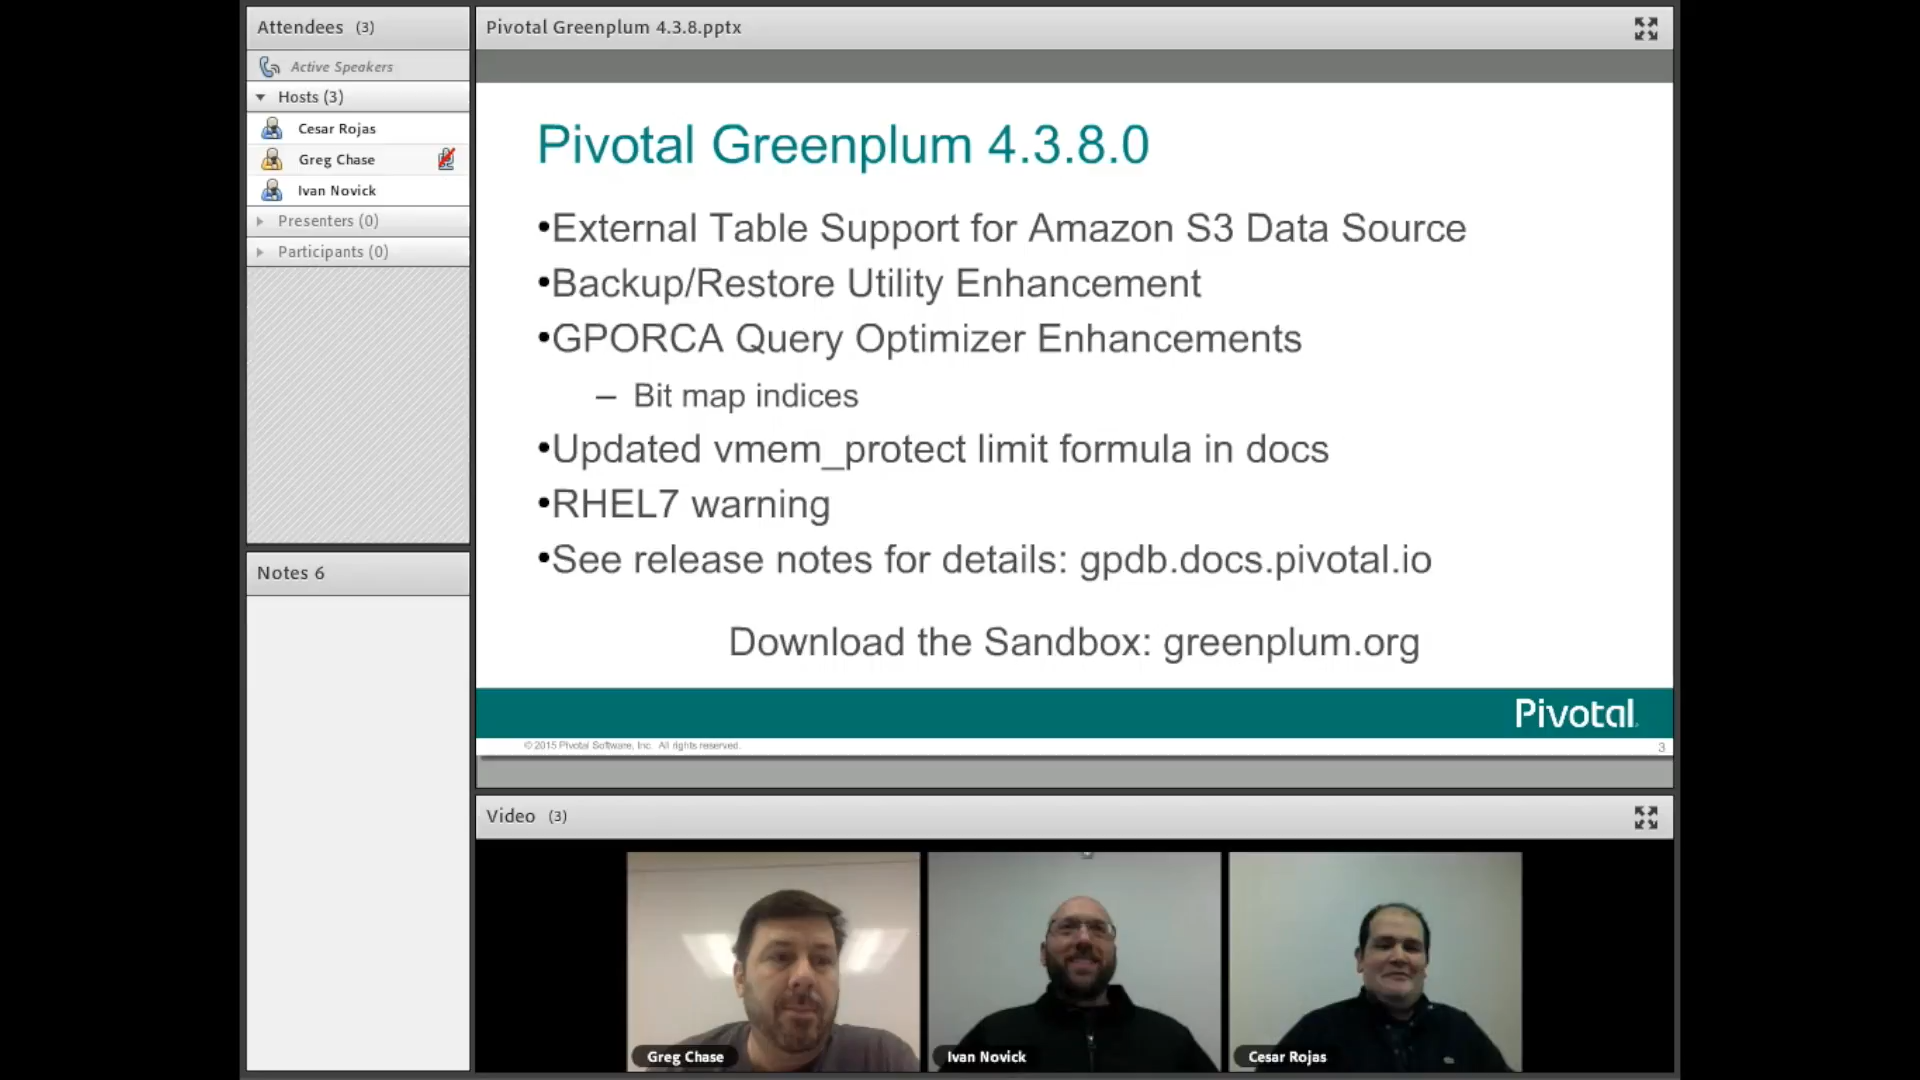 Attendees (3)
Active Speakers
Hosts (3)
Cesar Rojas
Greg Chase
Ivan Novick
Presenters (0)
Participants (0)
Notes 6
Pivotal Greenplum 4.3.8.pptx
Pivotal Greenplum 4.3.8.0
•External Table Support for Amazon S3 Data Source
•Backup/Restore Utility Enhancement
•GPORCA Query Optimizer Enhancements
– Bit map indices
•Updated vmem_protect limit formula in docs
•RHEL7 warning
•See release notes for details: gpdb.docs.pivotal.io
Download the Sandbox: greenplum.org
Pivotal
© 2015 Pivotal Software, Inc. All rights reserved.
3
Video (3)
Greg Chase
Ivan Novick
Cesar Rojas